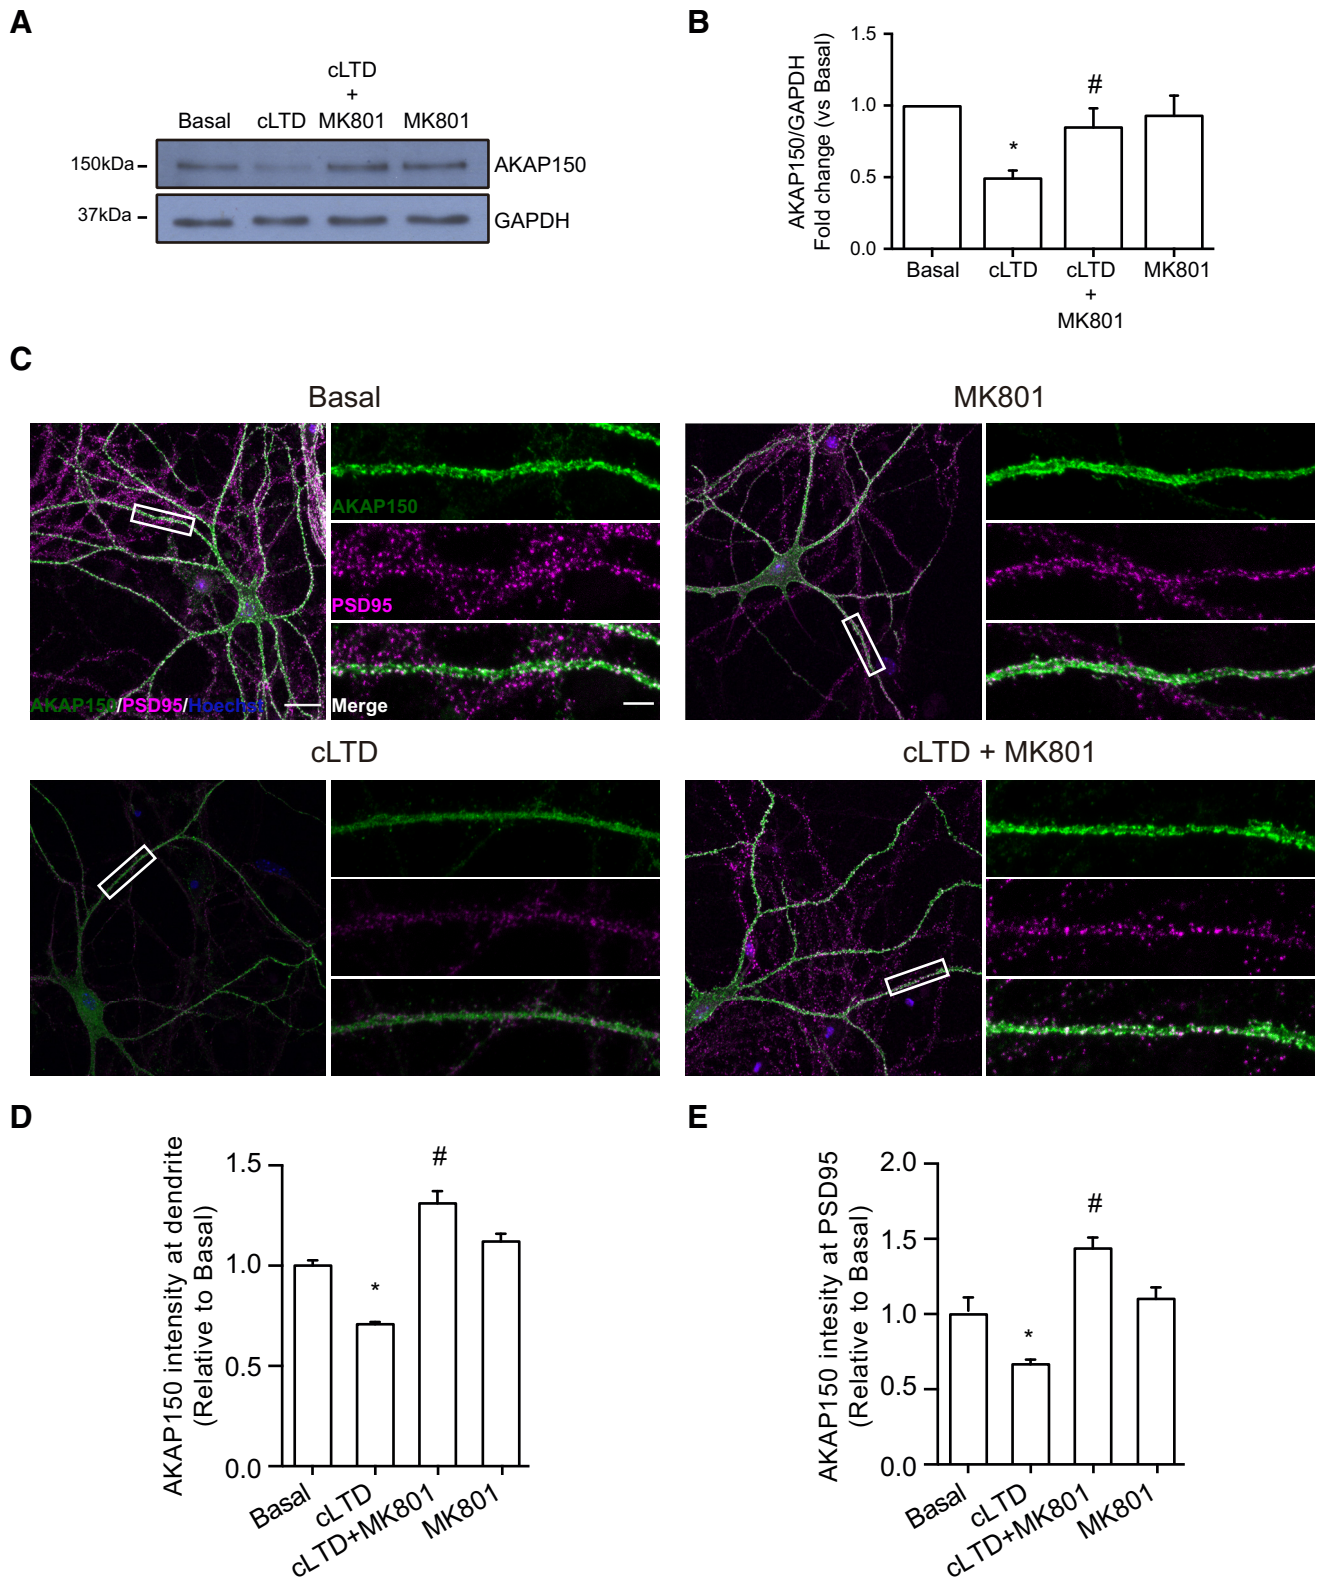 A
cLTD
+
Basal cLTD MK801 MK801
150kDa
AKAP150
37kDa
GAPDH
B
AKAP150/GAPDH
Fold change (vs Basal)
1.5
1.0
0.5
0.0
#
*
Basal cLTD cLTD MK801
+
MK801
C
Basal
AKAP150
PSD95
AKAP150/PSD95/Hoechst
Merge
MK801
cLTD
cLTD + MK801
D
AKAP150 intensity at dendrite
(Relative to Basal)
1.5
1.0
0.5
0.0
#
*
Basal
cLTD
cLTD+MK801
MK801
E
AKAP150 intesity at PSD95
(Relative to Basal)
2.0
1.5
1.0
0.5
0.0
#
*
Basal
cLTD
cLTD+MK801
MK801